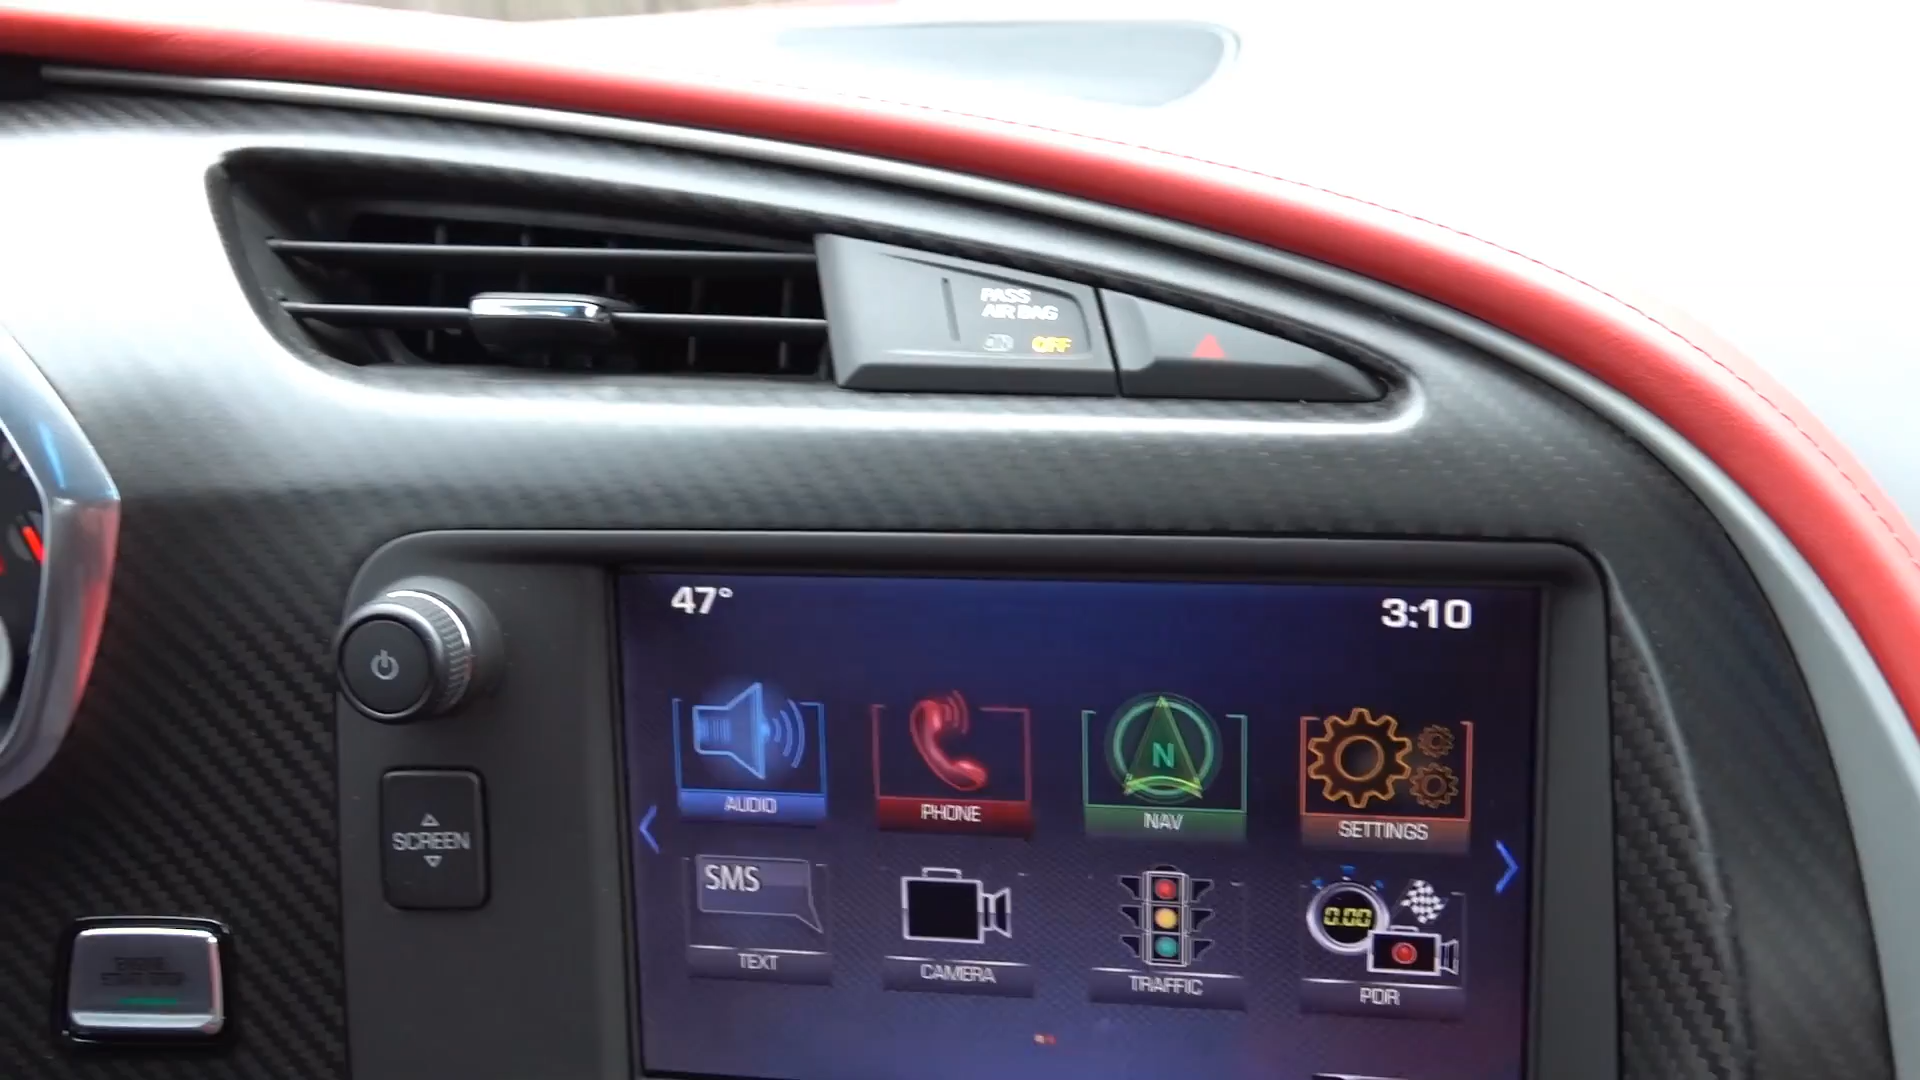 PASS
AIR BAG
ON OFF
47° 3:10
N
AUDIO PHONE NAV SETTINGS
SCREEN
SMS
0.00
TEXT CAMERA TRAFFIC PDR